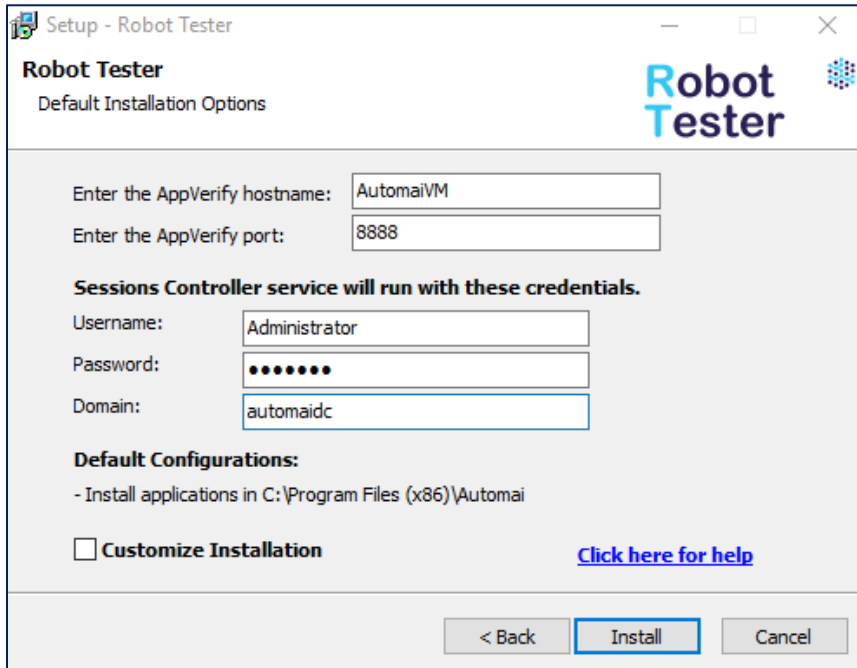 Setup - Robot Tester
Robot Tester
Default Installation Options
Robot
Tester
Enter the AppVerify hostname: AutomaiVM
Enter the AppVerify port: 8888
Sessions Controller service will run with these credentials.
Username: Administrator
Password: •••••••
Domain: automaidc
Default Configurations:
- Install applications in C:\Program Files (x86)\Automai
Customize Installation
Click here for help
< Back Install Cancel